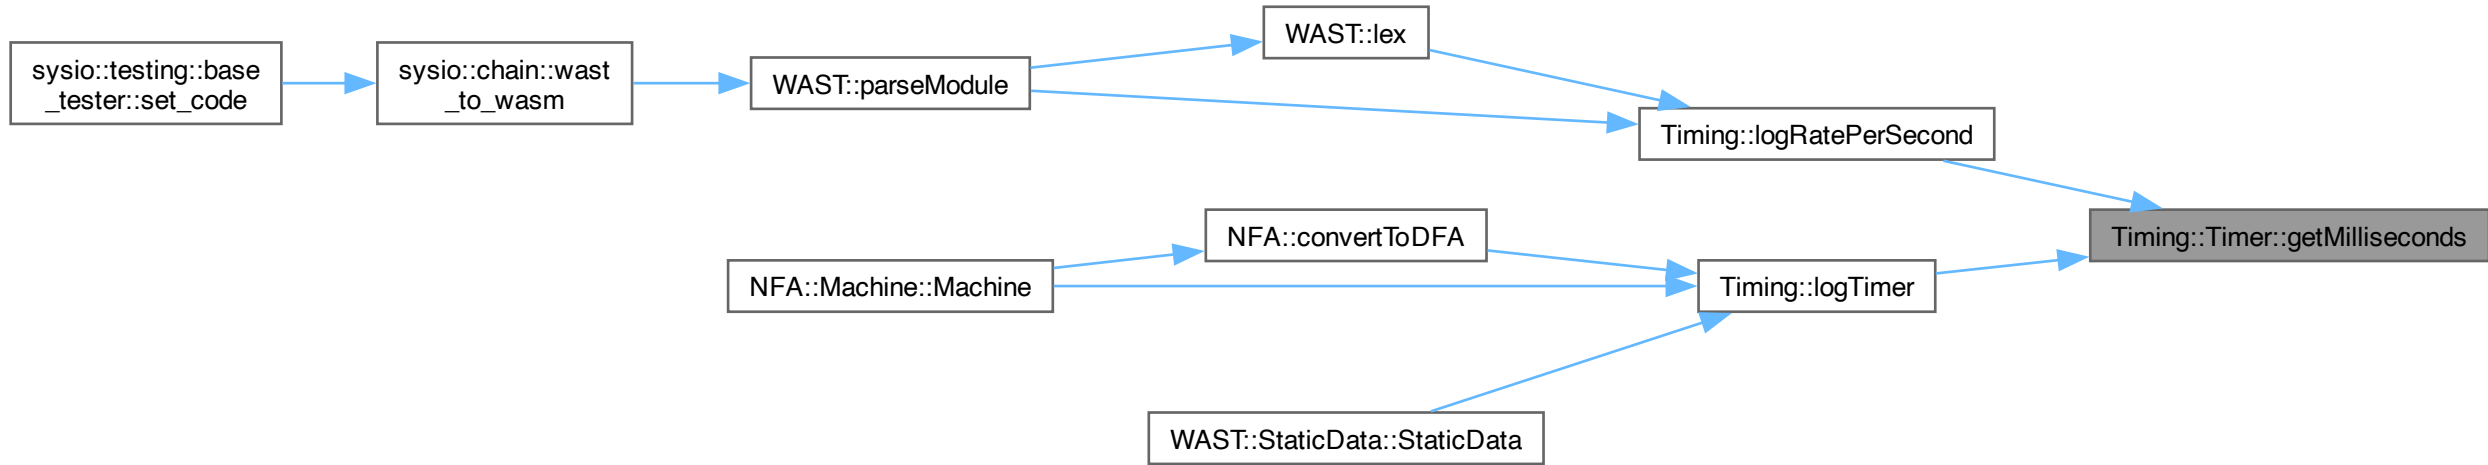 sysio::testing::base
_tester::set_code
sysio::chain::wast
_to_wasm
WAST::parseModule
WAST::lex
Timing::logRatePerSecond
Timing::Timer::getMilliseconds
NFA::convertToDFA
NFA::Machine::Machine
Timing::logTimer
WAST::StaticData::StaticData